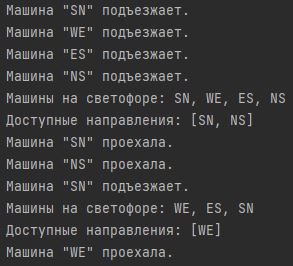 Машина "SN" подъезжает.
Машина "WE" подъезжает.
Машина "ES" подъезжает.
Машина "NS" подъезжает.
Машины на светофоре: SN, WE, ES, NS
Доступные направления: [SN, NS]
Машина "SN" проехала.
Машина "NS" проехала.
Машина "SN" подъезжает.
Машины на светофоре: WE, ES, SN
Доступные направления: [WE]
Машина "WE" проехала.